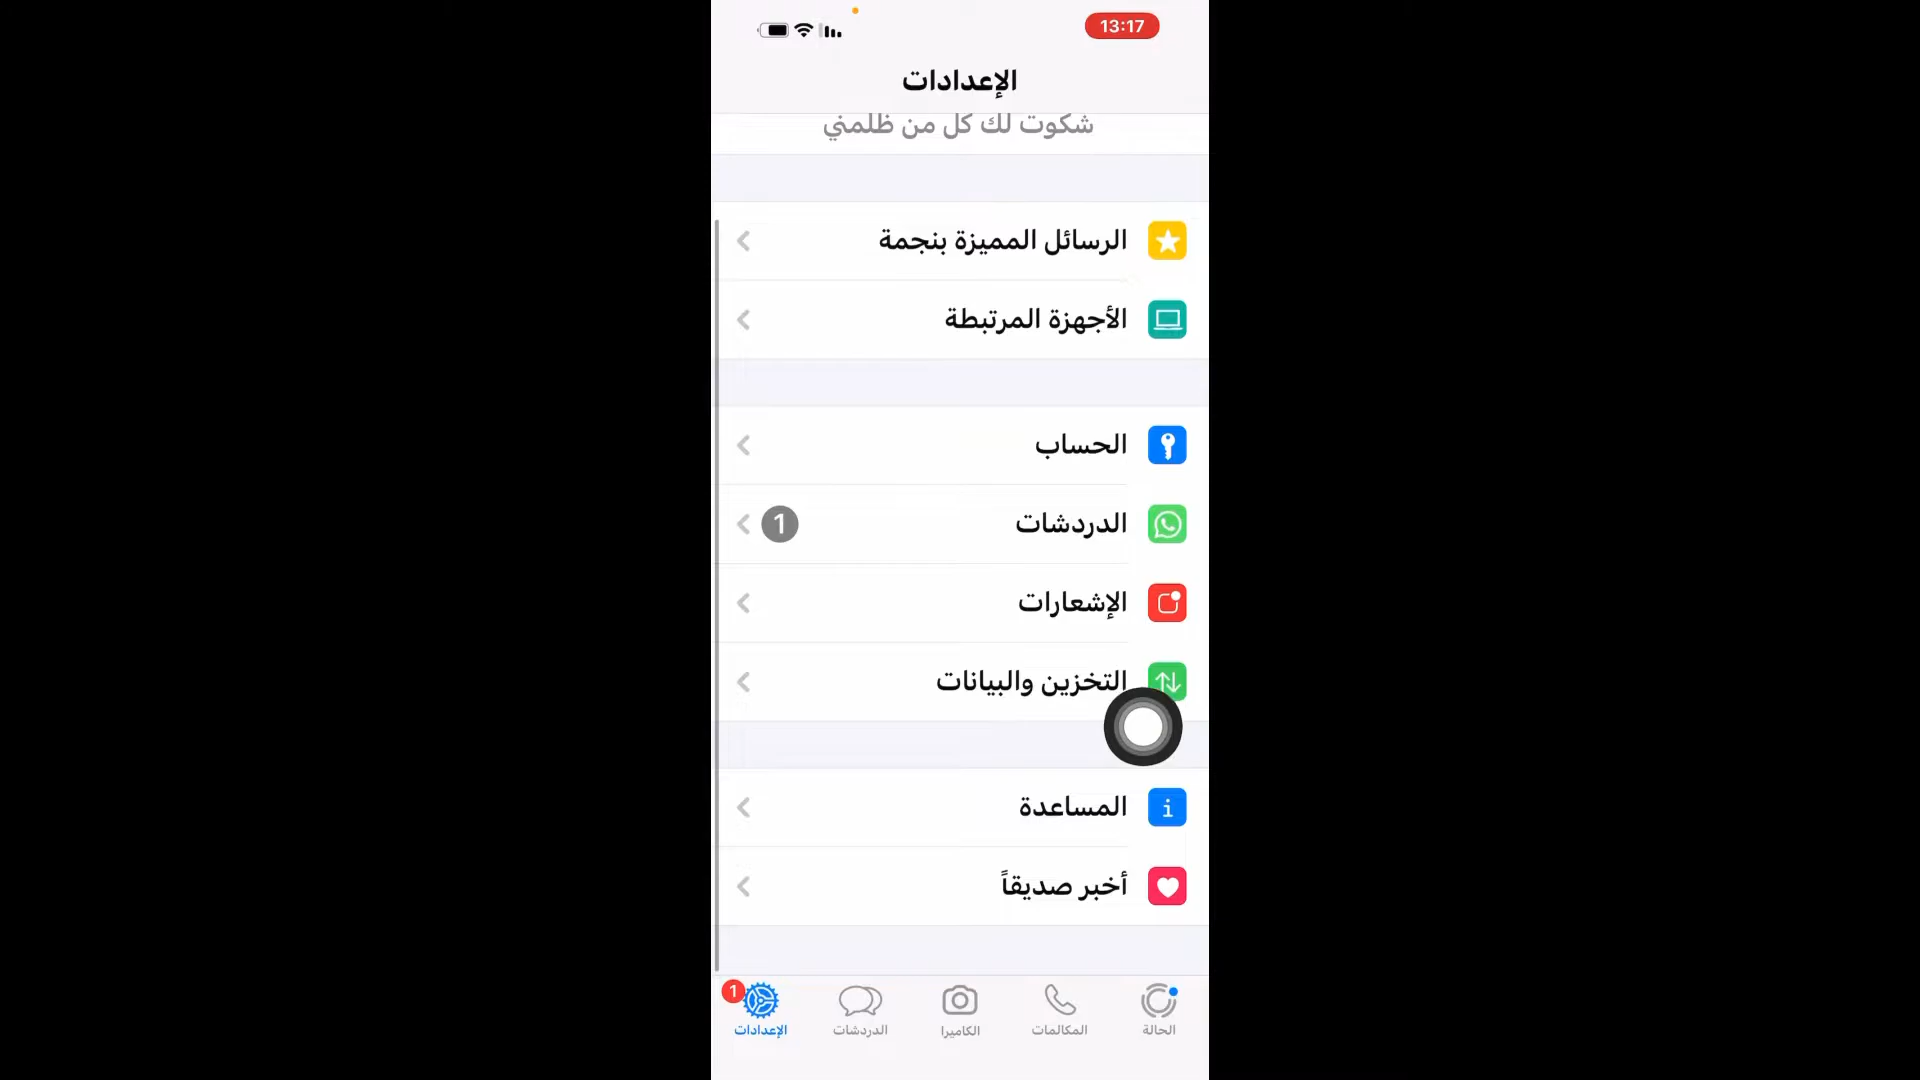 13:17
الإعدادات
شكوت لك كل من ظلمني
الرسائل المميزة بنجمة
الأجهزة المرتبطة
الحساب
الدردشات 1
الإشعارات
التخزين والبيانات
المساعدة
أخبر صديقاً
1
الحالة المكالمات الكاميرا الدردشات الإعدادات